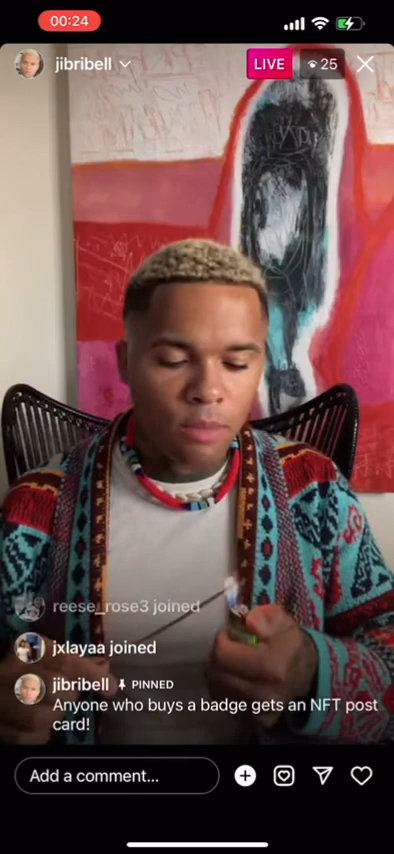 00:24
jibribell
LIVE
25
reese_rose3 joined
jxlayaa joined
jibribell PINNED
Anyone who buys a badge gets an NFT post
card!
Add a comment...